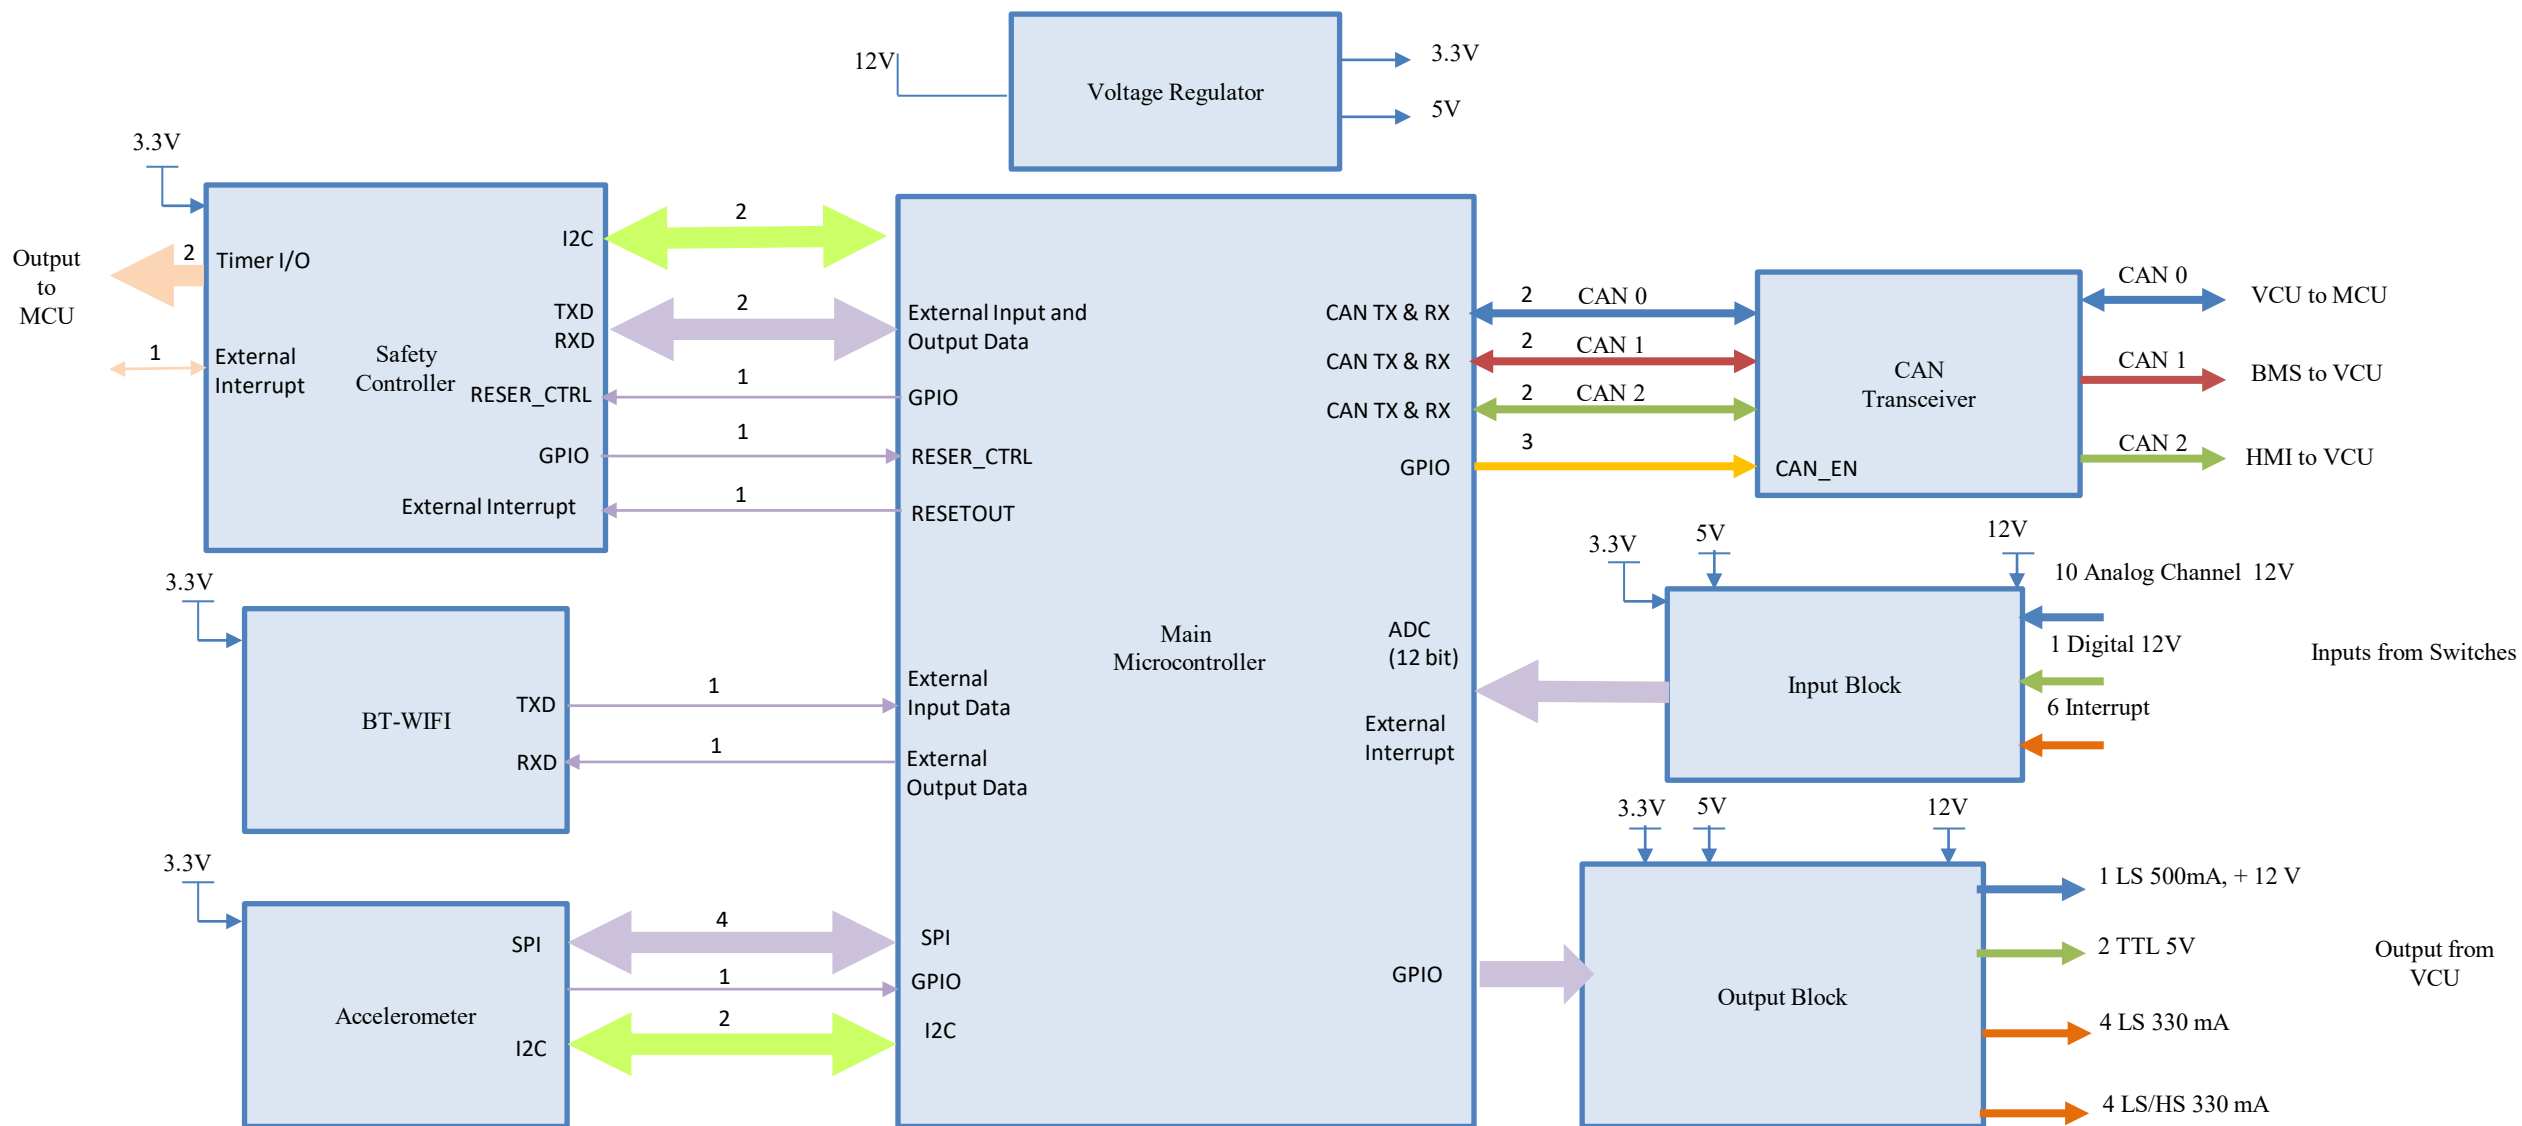 12V
Voltage Regulator
3.3V
5V
3.3V
Output
to
MCU
2
Timer I/O
1
External
Interrupt
Safety
Controller
I2C
TXD
RXD
RESER_CTRL
GPIO
External Interrupt
2
2
1
1
1
External Input and
Output Data
GPIO
RESER_CTRL
RESETOUT
CAN TX & RX
CAN TX & RX
CAN TX & RX
GPIO
2
CAN 0
2
CAN 1
2
CAN 2
3
CAN
Transceiver
CAN_EN
CAN 0
VCU to MCU
CAN 1
BMS to VCU
CAN 2
HMI to VCU
3.3V
BT-WIFI
TXD
RXD
1
1
External
Input Data
External
Output Data
Main
Microcontroller
ADC
(12 bit)
External
Interrupt
3.3V
5V
12V
Input Block
10 Analog Channel 12V
1 Digital 12V
6 Interrupt
Inputs from Switches
3.3V
Accelerometer
SPI
I2C
4
1
2
SPI
GPIO
I2C
GPIO
3.3V
5V
12V
Output Block
1 LS 500mA, + 12 V
2 TTL 5V
4 LS 330 mA
4 LS/HS 330 mA
Output from
VCU